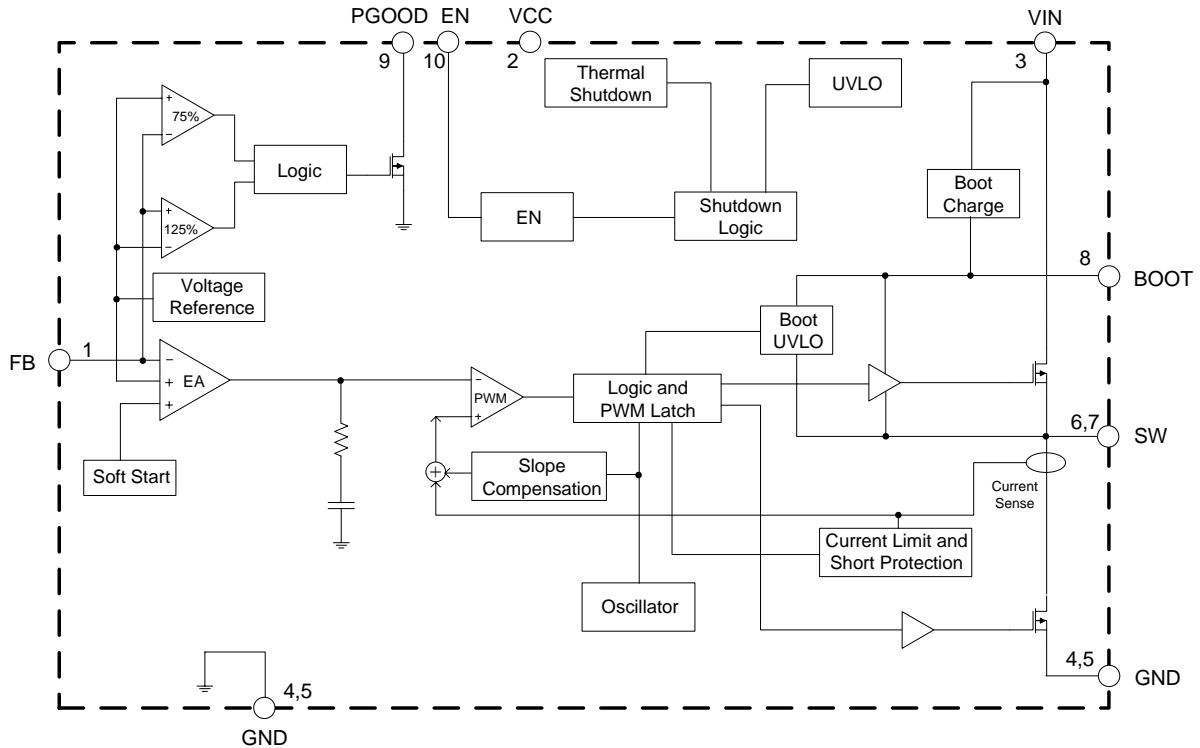 PGOOD
EN
VCC
VIN
9
10
2
3
Thermal
Shutdown
UVLO
+
75%
−
Logic
Boot
Charge
EN
Shutdown
Logic
+
125%
−
8
BOOT
Voltage
Reference
Boot
UVLO
FB
1
−
+
EA
+
−
PWM
+
Logic and
PWM Latch
6,7
SW
Soft Start
+
Slope
Compensation
Current
Sense
Current Limit and
Short Protection
Oscillator
4,5
GND
4,5
GND